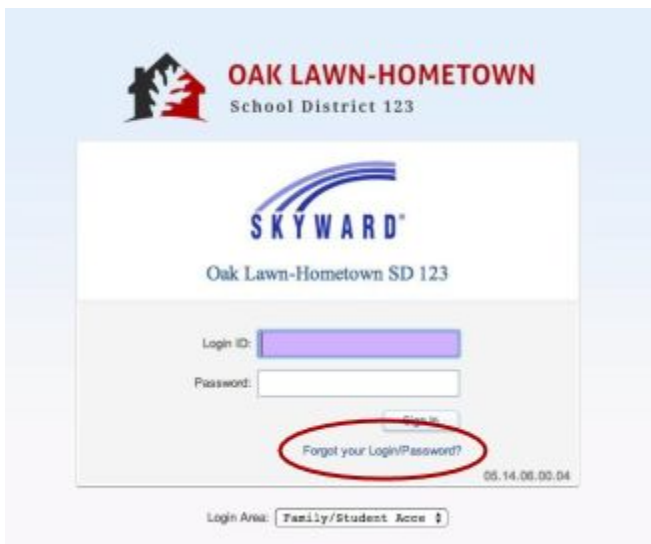 OAK LAWN-HOMETOWN
School District 123
SKYWARD®
Oak Lawn-Hometown SD 123
Login ID:
Password:
Sign In
Forgot your Login/Password?
05.14.06.00.04
Login Area: Family/Student Acce